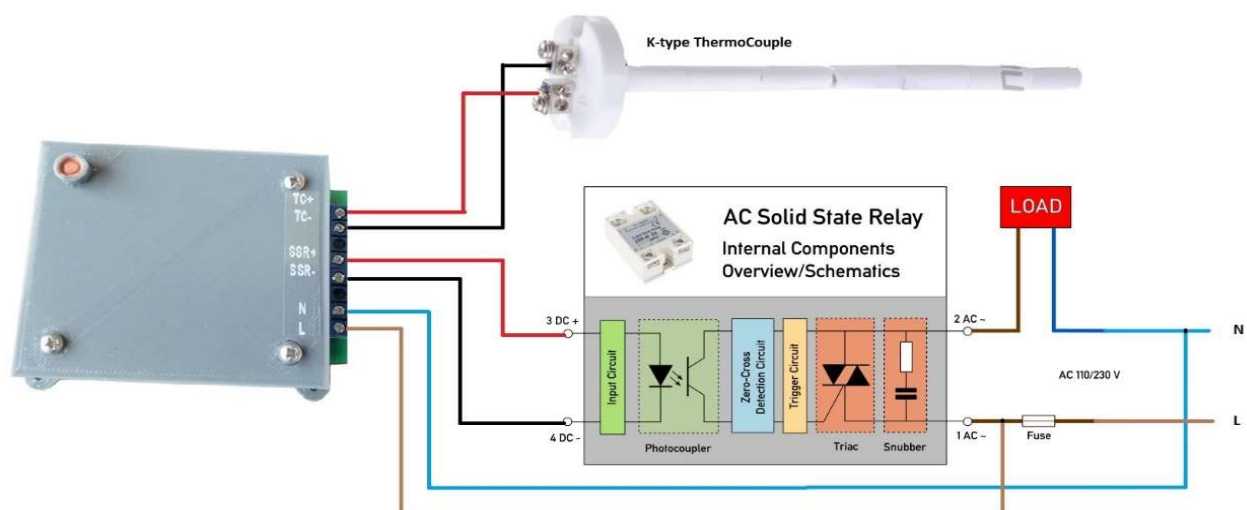 K-type ThermoCouple
TC+
TC-
SSR+
SSR-
N
L
AC Solid State Relay
Internal Components
Overview/Schematics
LOAD
3 DC +
4 DC -
Input Circuit
Photocoupler
Zero-Cross
Detection Circuit
Trigger Circuit
Triac
Snubber
2 AC ~
1 AC ~
Fuse
AC 110/230 V
N
L